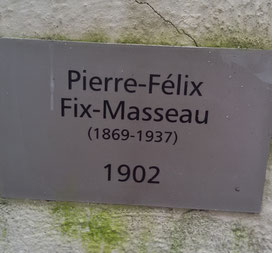 Pierre-Félix
Fix-Masseau
(1869-1937)
1902